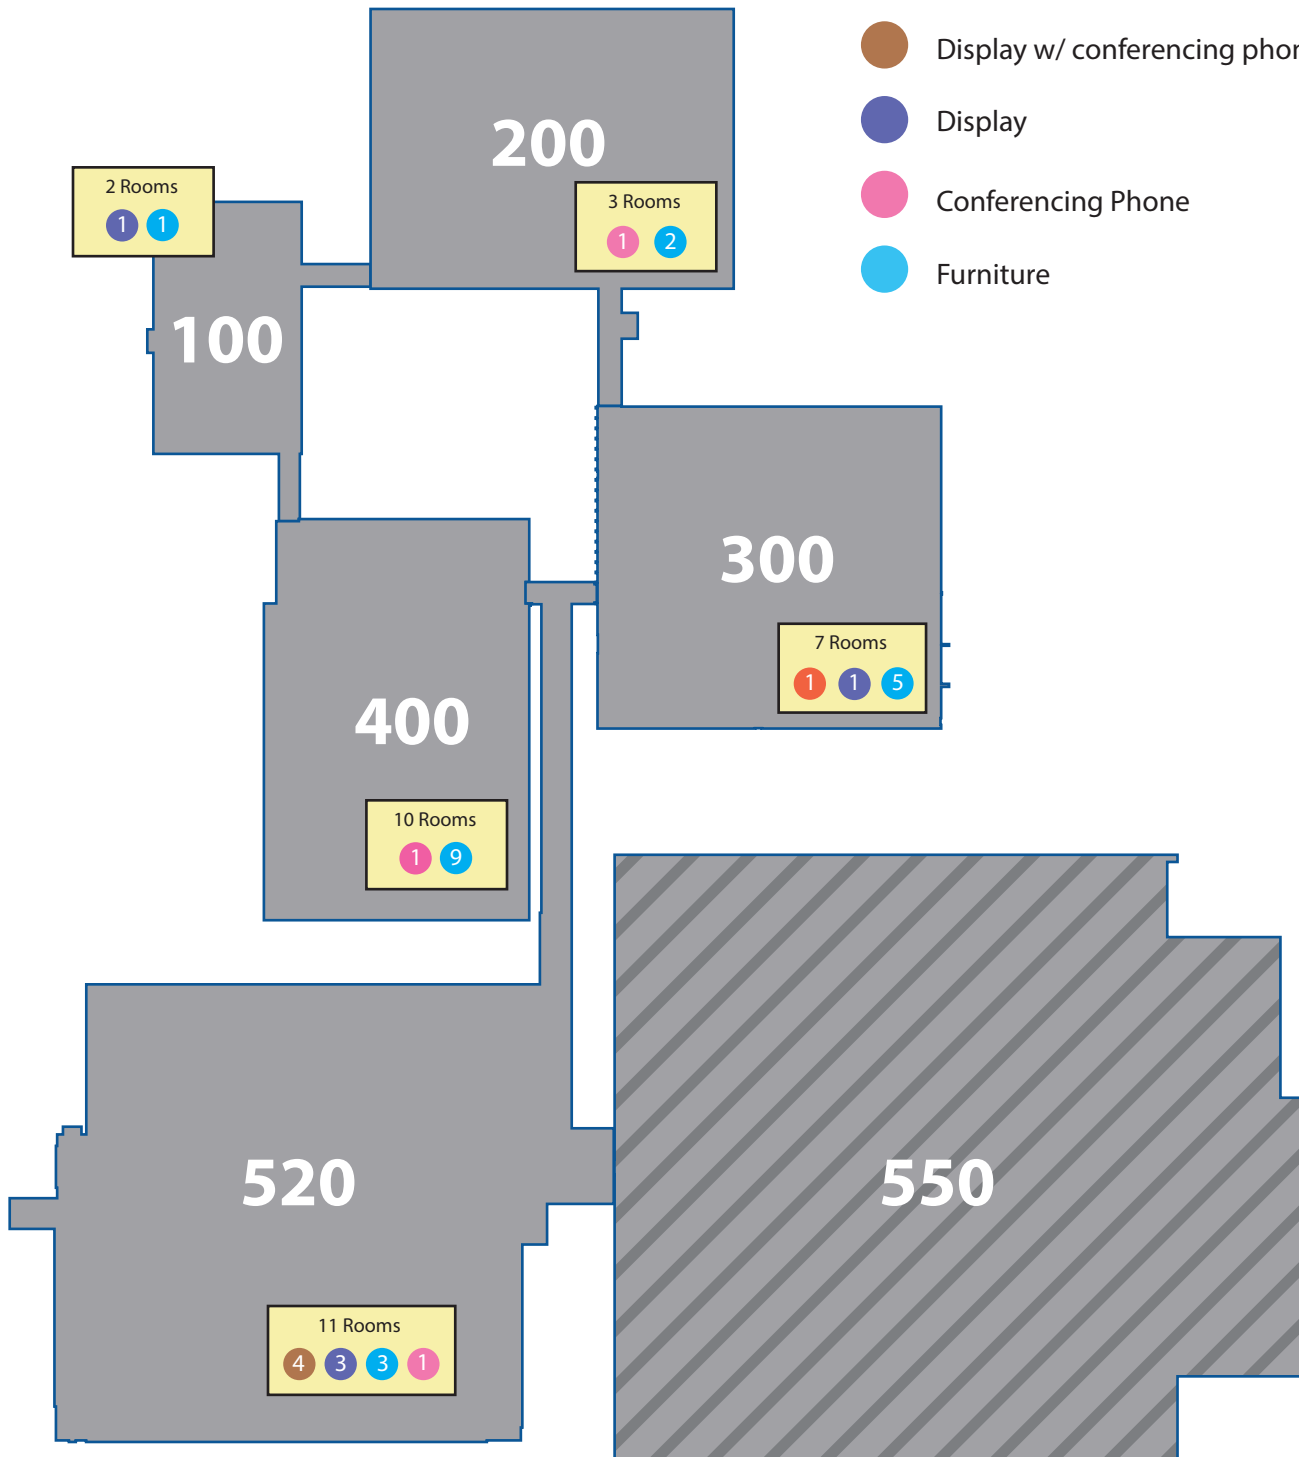 Display w/ conferencing
Display
Conferencing Phone
Furniture
200
3 Rooms
1 2
2 Rooms
1 1
100
300
7 Rooms
1 1 5
400
10 Rooms
1 9
520
11 Rooms
4 3 3 1
550